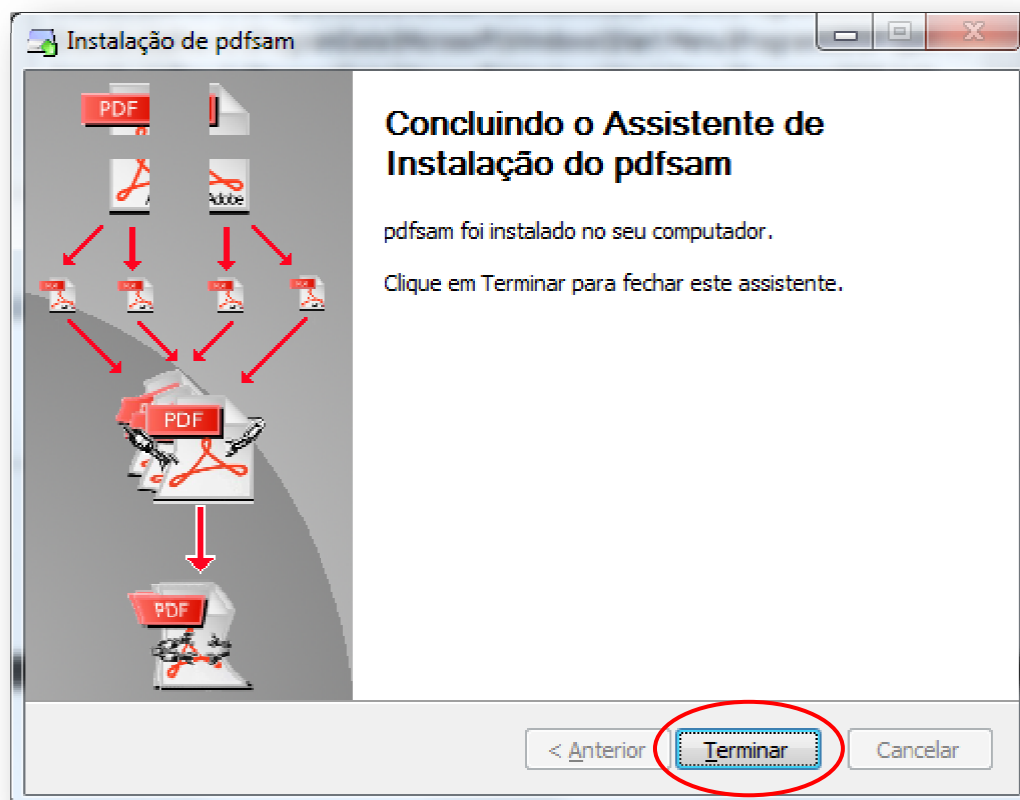 Instalação de pdfsam
PDF
Adobe
PDF
PDF
Concluindo o Assistente de
Instalação do pdfsam
pdfsam foi instalado no seu computador.
Clique em Terminar para fechar este assistente.
< Anterior
Terminar
Cancelar